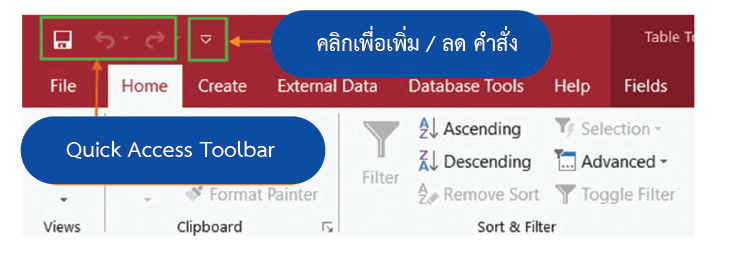 คลิกเพื่อเพิ่ม / ลด คำสั่ง
Table To
File Home Create External Data Database Tools Help Fields
Quick Access Toolbar
Filter
Ascending
Descending
Remove Sort
Selection
Advanced
Toggle Filter
Format Painter
Views
Clipboard
Sort & Filter